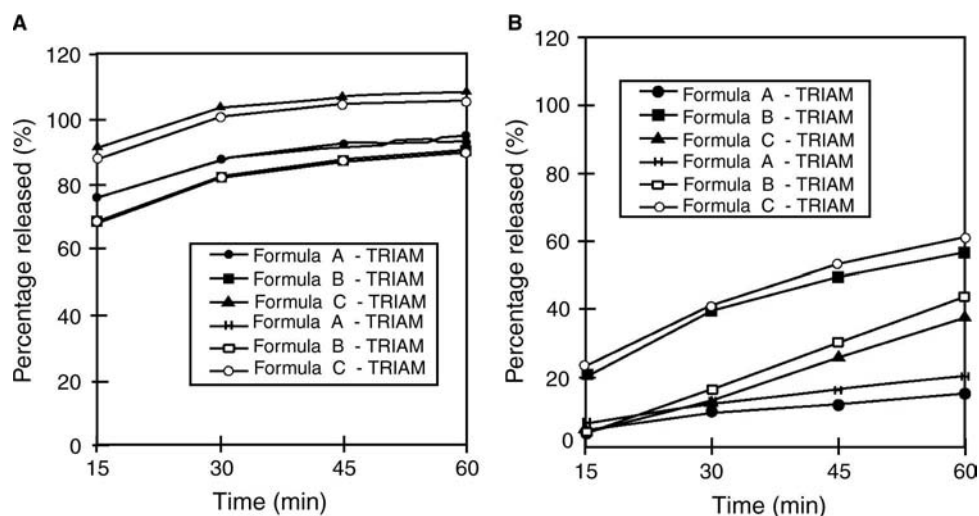 A
Percentage released (%)
120
100
80
60
40
20
0
15 30 45 60
Time (min)
Formula A - TRIAM
Formula B - TRIAM
Formula C - TRIAM
Formula A - TRIAM
Formula B - TRIAM
Formula C - TRIAM
B
Percentage released (%)
120
100
80
60
40
20
0
15 30 45 60
Time (min)
Formula A - TRIAM
Formula B - TRIAM
Formula C - TRIAM
Formula A - TRIAM
Formula B - TRIAM
Formula C - TRIAM